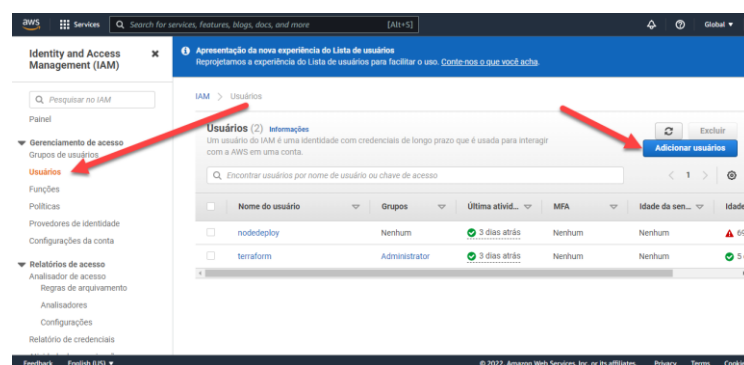 aws
Services
Search for services, features, blogs, docs, and more
[Alt+S]
Global
Identity and Access
Management (IAM)
Pesquisar no IAM
Painel
Gerenciamento de acesso
Grupos de usuários
Usuários
Funções
Políticas
Provedores de identidade
Configurações da conta
Relatórios de acesso
Analisador de acesso
Regras de arquivamento
Analisadores
Configurações
Relatório de credenciais
Apresentação da nova experiência do Lista de usuários
Reprojetamos a experiência do Lista de usuários para facilitar o uso. Conte-nos o que você acha.
IAM > Usuários
Usuários (2) Informações
Um usuário do IAM é uma identidade com credenciais de longo prazo que é usada para interagir
com a AWS em uma conta.
Excluir
Adicionar usuários
Encontrar usuários por nome de usuário ou chave de acesso
< 1 >
Nome do usuário Grupos Última ativid... MFA Idade da sen... Idade
nodedeploy Nenhum 3 dias atrás Nenhum Nenhum 69
terraform Administrator 3 dias atrás Nenhum Nenhum 5
Feedback English (US) © 2022, Amazon Web Services, Inc. or its affiliates. Privacy Terms Cookie